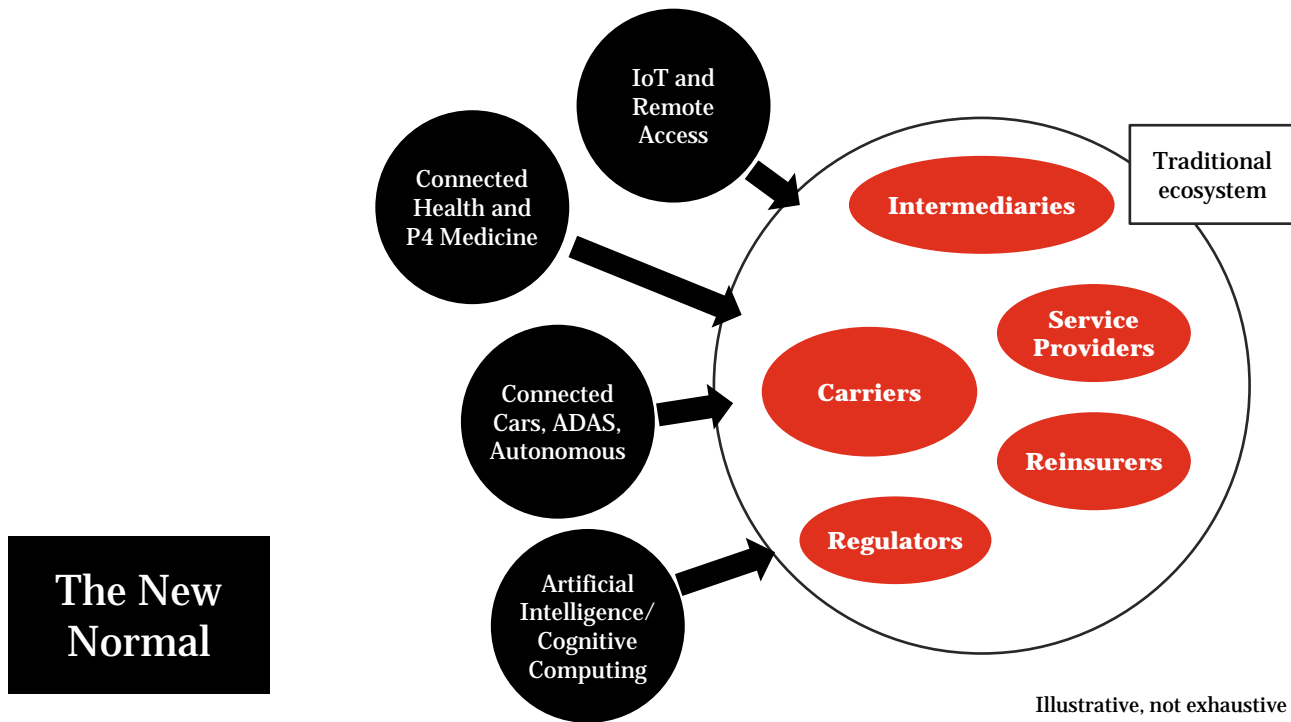 IoT and
Remote
Access
Connected
Health and
P4 Medicine
Connected
Cars, ADAS,
Autonomous
Artificial
Intelligence/
Cognitive
Computing
Traditional
ecosystem
Intermediaries
Service
Providers
Carriers
Reinsurers
Regulators
The New
Normal
Illustrative, not exhaustive